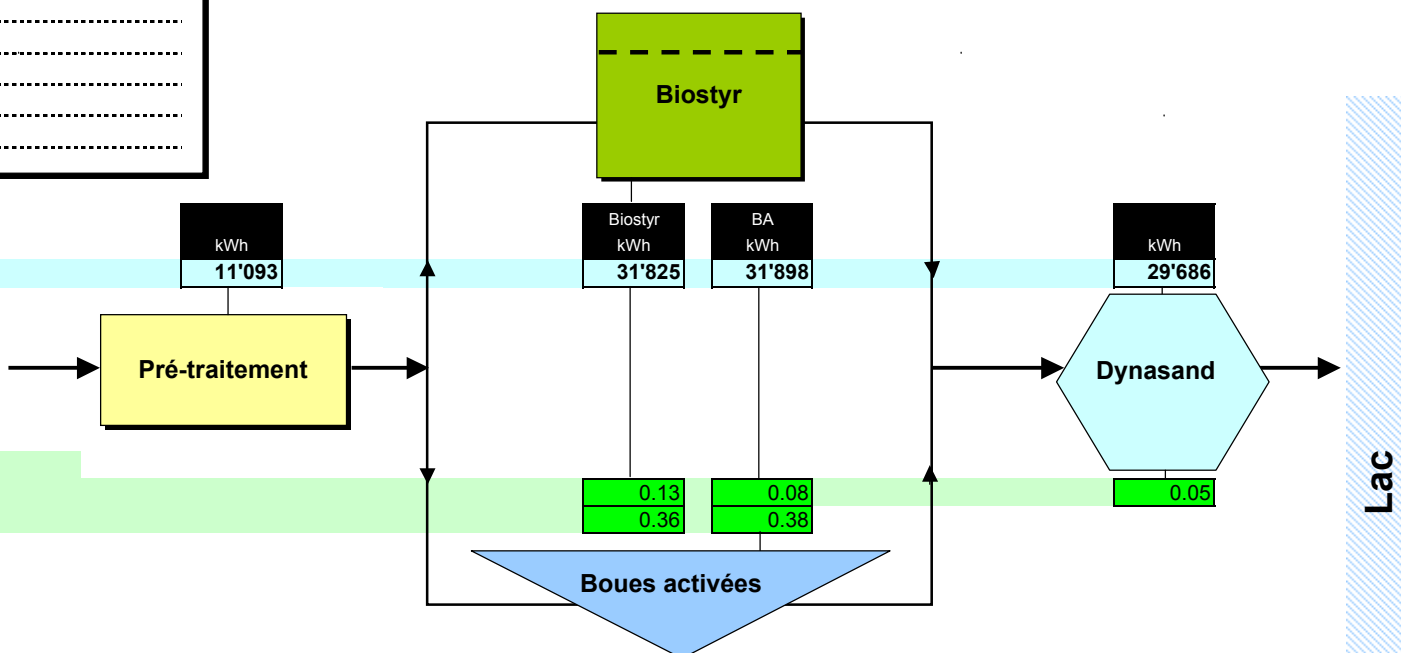 Biostyr
kWh
11'093
Biostyr
kWh
31'825
BA
kWh
31'898
kWh
29'686
Pré-traitement
Dynasand
Lac
0.13
0.36
0.08
0.38
0.05
Boues activées